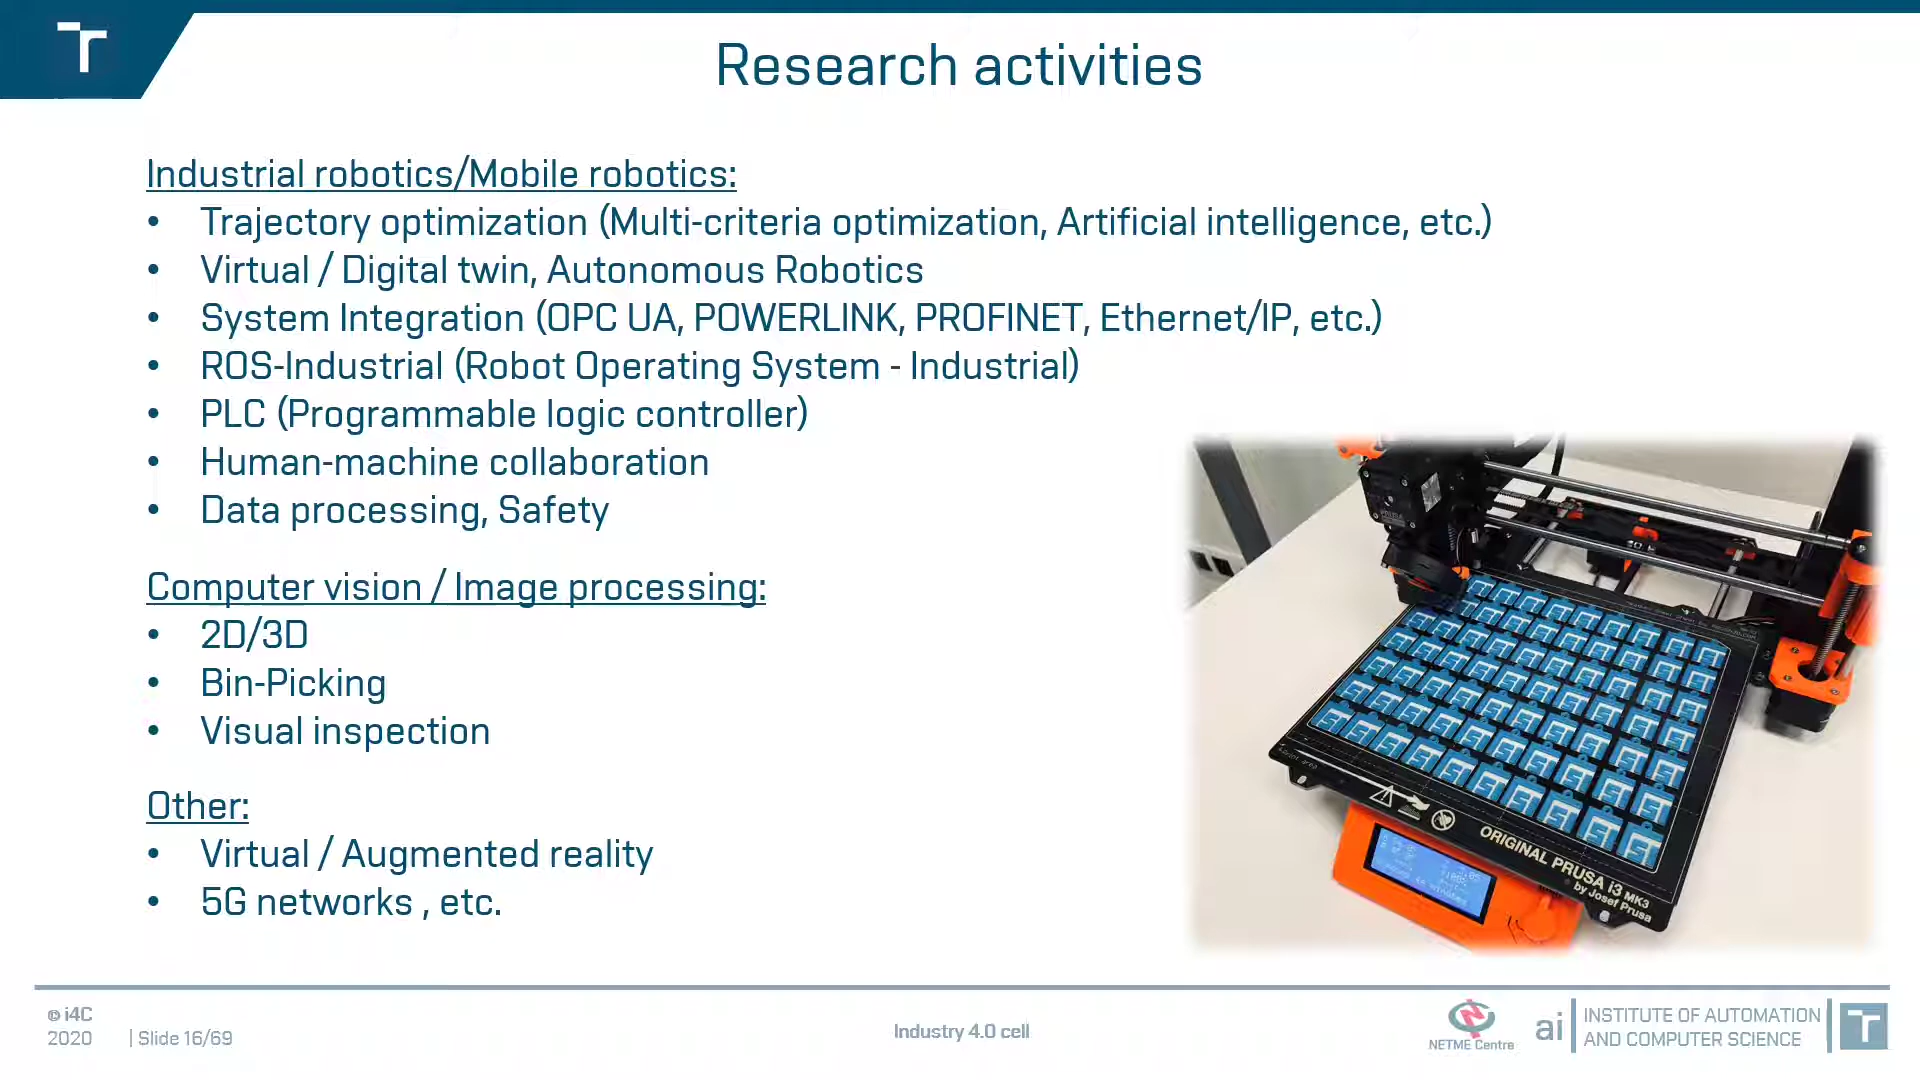 Research activities
Industrial robotics/Mobile robotics:
• Trajectory optimization (Multi-criteria optimization, Artificial intelligence, etc.)
• Virtual / Digital twin, Autonomous Robotics
• System Integration (OPC UA, POWERLINK, PROFINET, Ethernet/IP, etc.)
• ROS-Industrial (Robot Operating System - Industrial)
• PLC (Programmable logic controller)
• Human-machine collaboration
• Data processing, Safety
Computer vision / Image processing:
• 2D/3D
• Bin-Picking
• Visual inspection
Other:
• Virtual / Augmented reality
• 5G networks , etc.
ORIGINAL PRUSA i3 MK3
by Josef Prusa
© i4C
2020 | Slide 16/69
Industry 4.0 cell
NETME Centre
ai
INSTITUTE OF AUTOMATION
AND COMPUTER SCIENCE